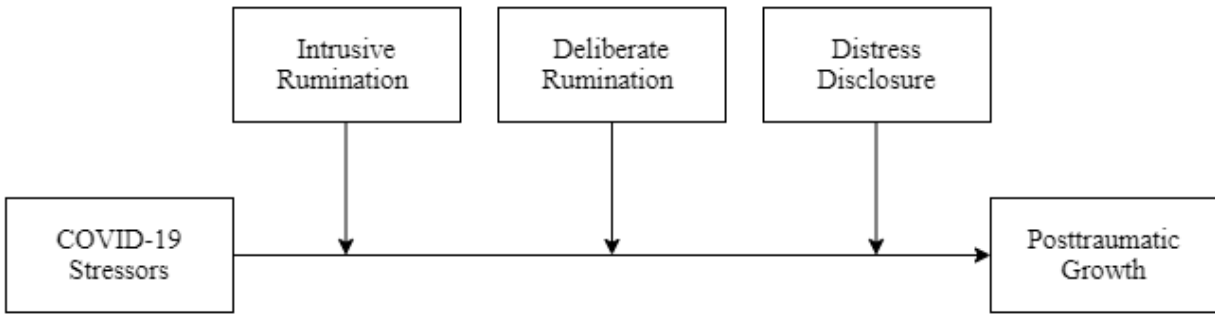 Intrusive
Rumination
Deliberate
Rumination
Distress
Disclosure
COVID-19
Stressors
Posttraumatic
Growth